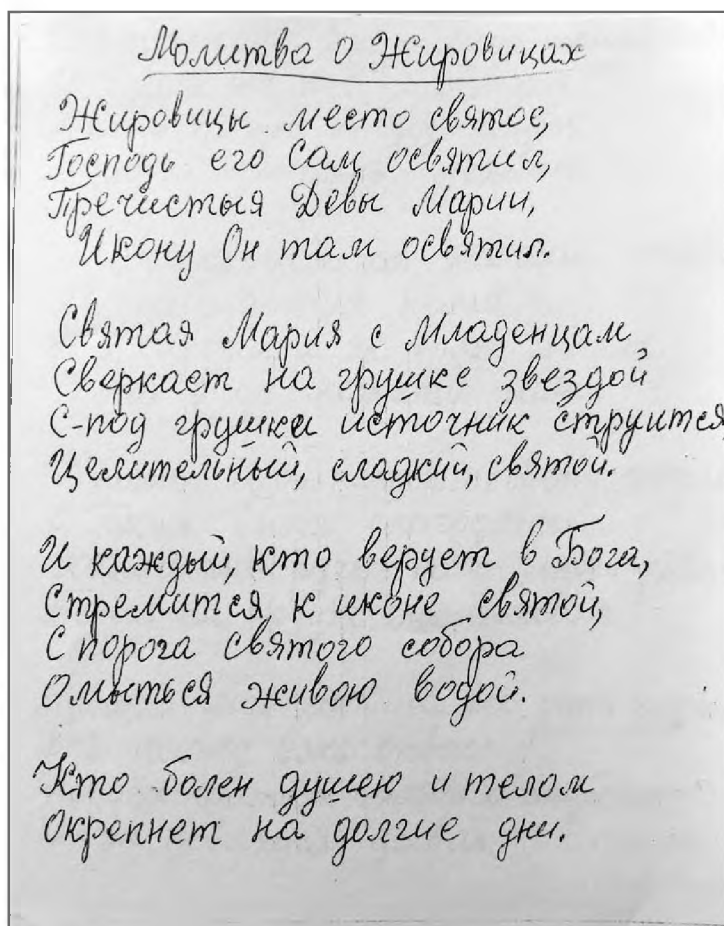 Молитва о Жировицах
Жировицы место святое,
Господь его Сам освятил,
Пречистыя Девы Марии,
Икону Он там освятил.
Святая Мария с Младенцам
Сверкает на грушке звездой
С-под грушки источник струится
Целительный, сладкий, святой.
И каждый, кто верует в Бога,
Стремится к иконе святой,
С порога святого собора
Омыться живою водой.
Кто болен душею и телом
Окрепнет на долгие дни.